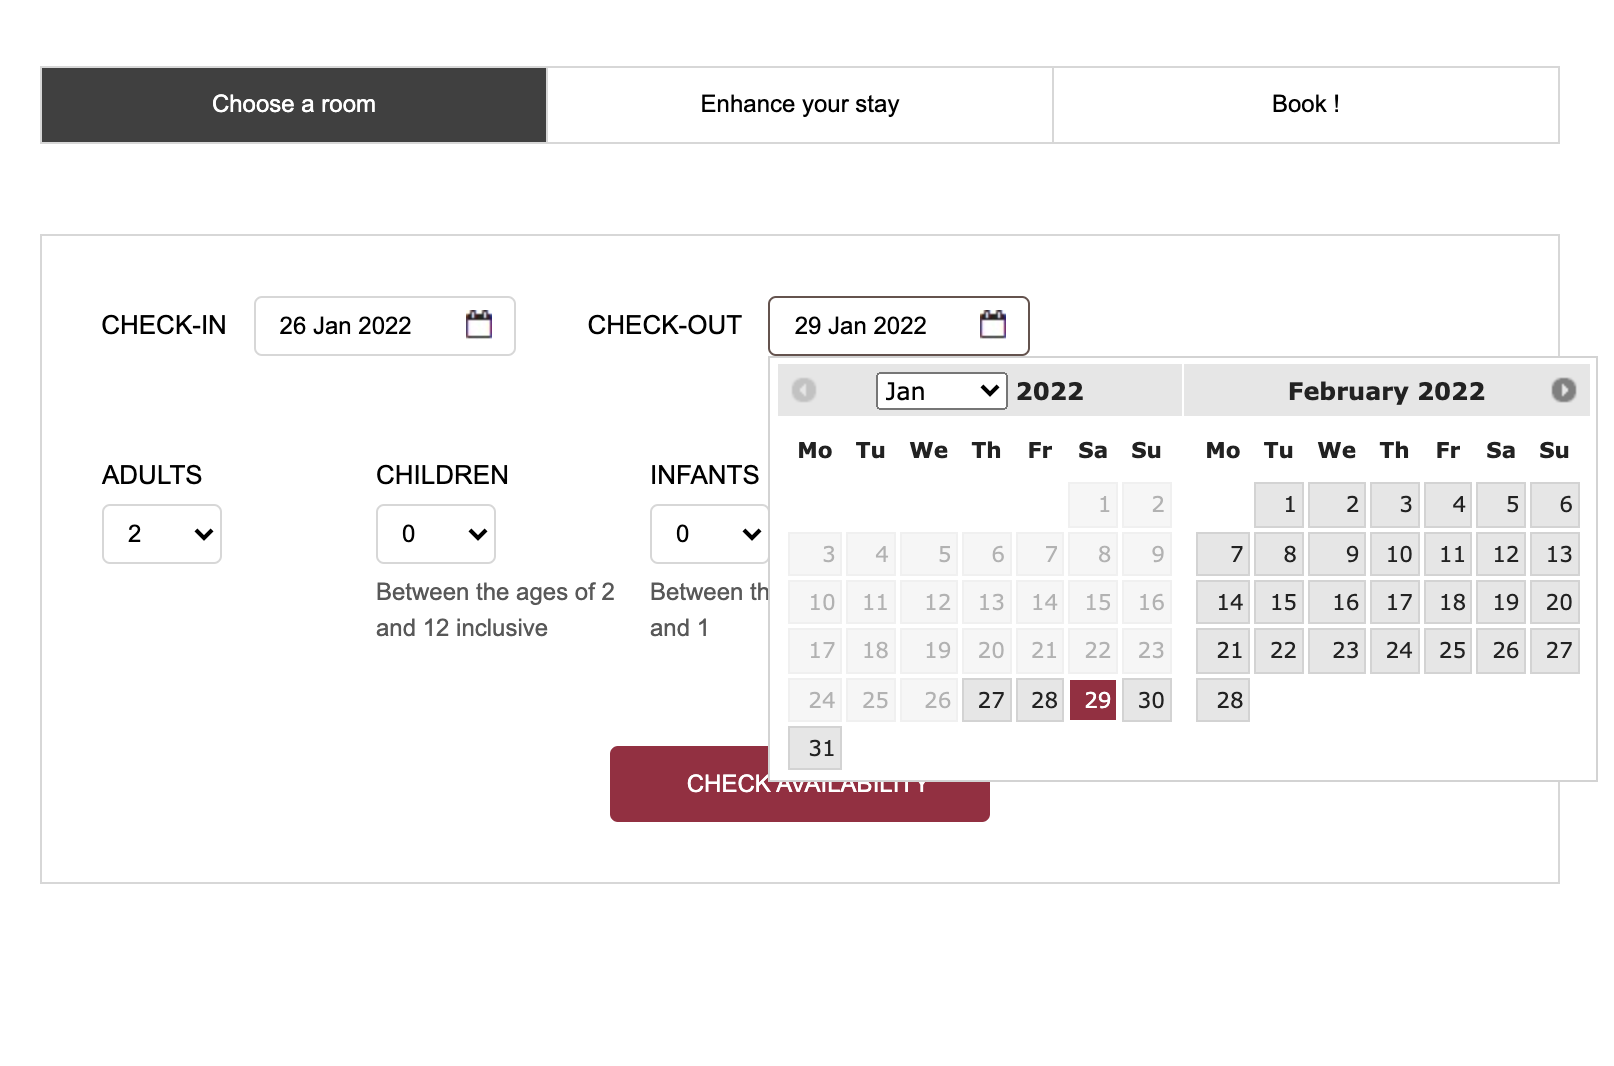 Choose a room
Enhance your stay
Book !
CHECK-IN
26 Jan 2022
CHECK-OUT
29 Jan 2022
Jan 2022
Mo Tu We Th Fr Sa Su
1 2
3 4 5 6 7 8 9
10 11 12 13 14 15 16
17 18 19 20 21 22 23
24 25 26 27 28 29 30
31
February 2022
Mo Tu We Th Fr Sa Su
1 2 3 4 5 6
7 8 9 10 11 12 13
14 15 16 17 18 19 20
21 22 23 24 25 26 27
28
ADULTS
2
CHILDREN
0
Between the ages of 2
and 12 inclusive
INFANTS
0
Between th
and 1
CHECK AVAILABILITY